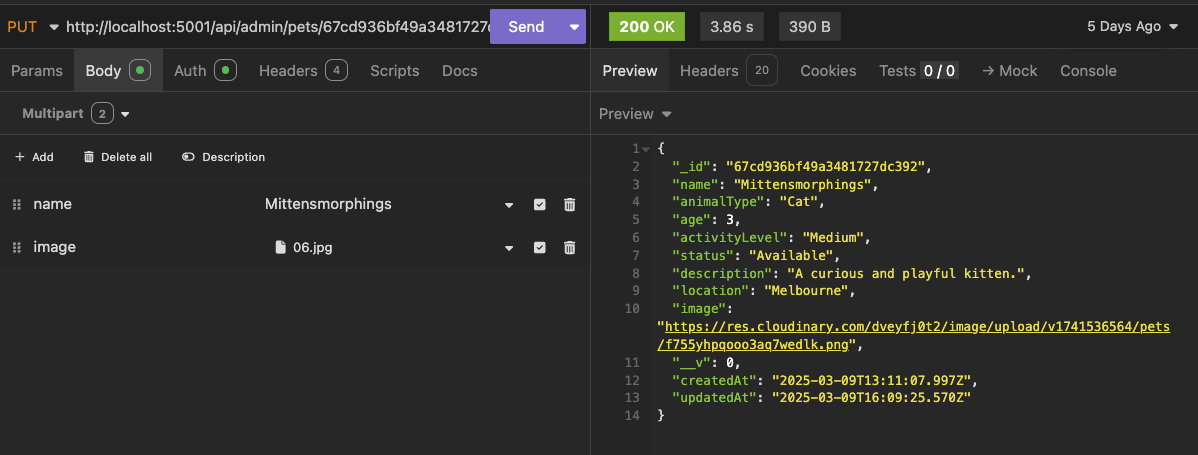 PUT http://localhost:5001/api/admin/pets/67cd936bf49a3481727 Send 200 OK 3.86 s 390 B 5 Days Ago
Params Body Auth Headers 4 Scripts Docs Preview Headers 20 Cookies Tests 0 / 0 → Mock Console
Multipart 2 Preview
+ Add Delete all Description
name Mittensmorphings
image 06.jpg
1 {
2 "_id": "67cd936bf49a3481727dc392",
3 "name": "Mittensmorphings",
4 "animalType": "Cat",
5 "age": 3,
6 "activityLevel": "Medium",
7 "status": "Available",
8 "description": "A curious and playful kitten.",
9 "location": "Melbourne",
10 "image":
"https://res.cloudinary.com/dveyfj0t2/image/upload/v1741536564/pets
/f755yhpqooo3aq7wedlk.png",
11 "__v": 0,
12 "createdAt": "2025-03-09T13:11:07.997Z",
13 "updatedAt": "2025-03-09T16:09:25.570Z"
14 }